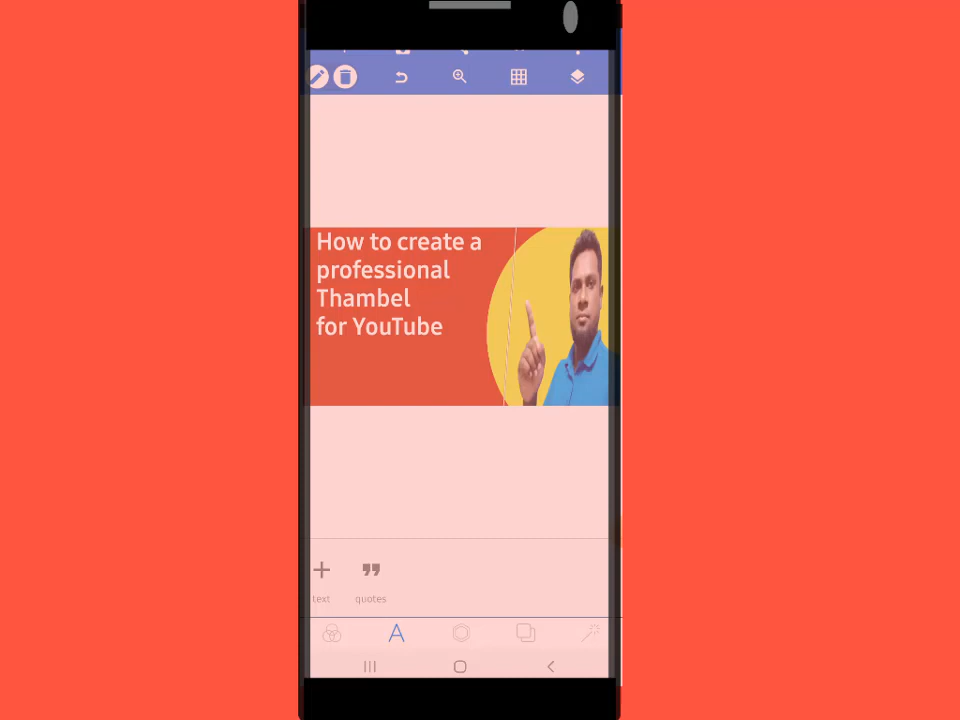 How to create a
professional
Thambel
for YouTube
text
quotes